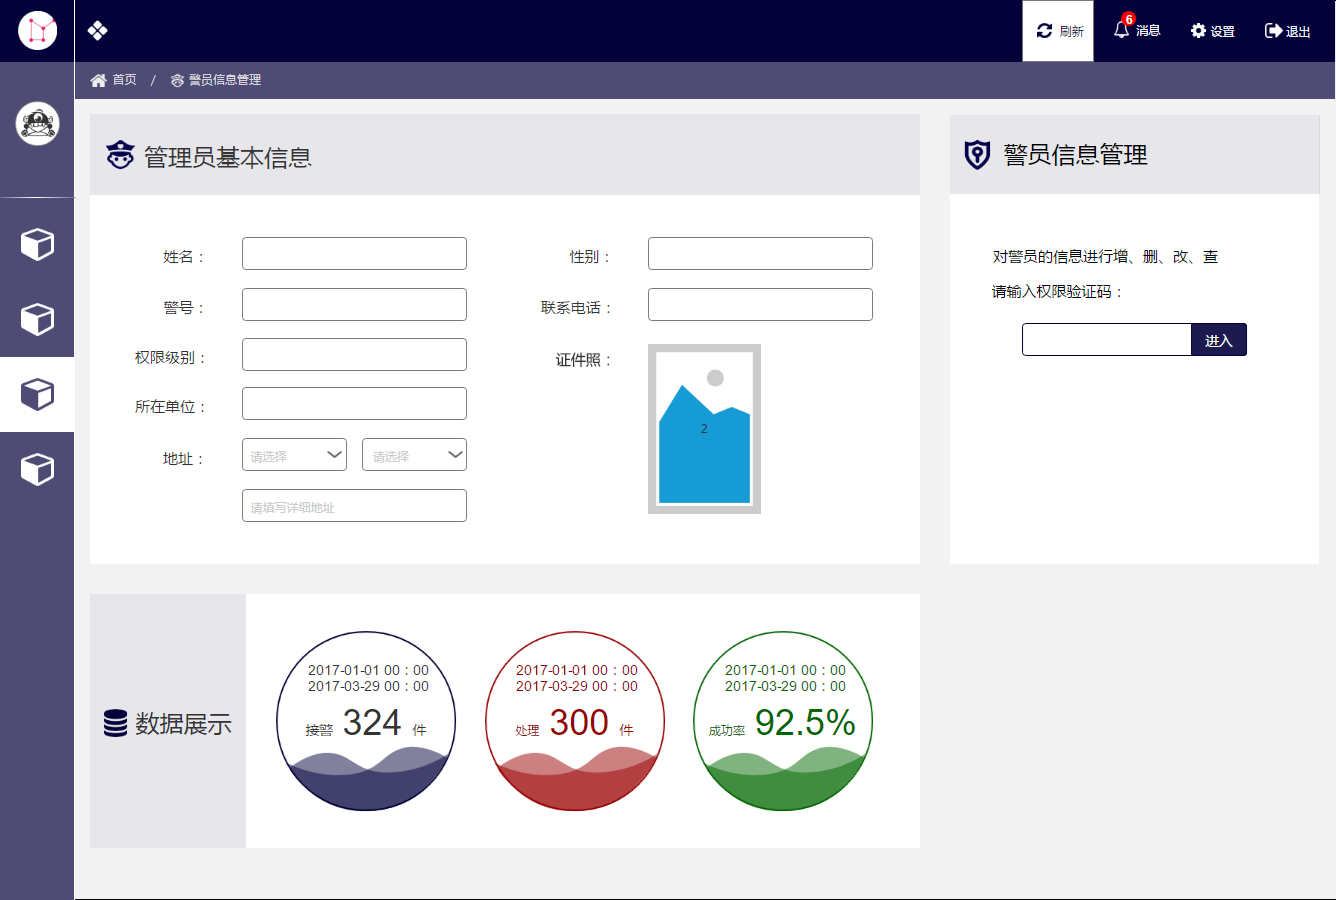 刷新
6
消息
设置
退出
首页 / 警员信息管理
管理员基本信息
姓名：
性别：
警号：
联系电话：
权限级别：
证件照：
2
所在单位：
地址：
请选择
请选择
请填写详细地址
警员信息管理
对警员的信息进行增、删、改、查
请输入权限验证码：
进入
数据展示
2017-01-01 00：00
2017-03-29 00：00
接警 324 件
2017-01-01 00：00
2017-03-29 00：00
处理 300 件
2017-01-01 00：00
2017-03-29 00：00
成功率 92.5%